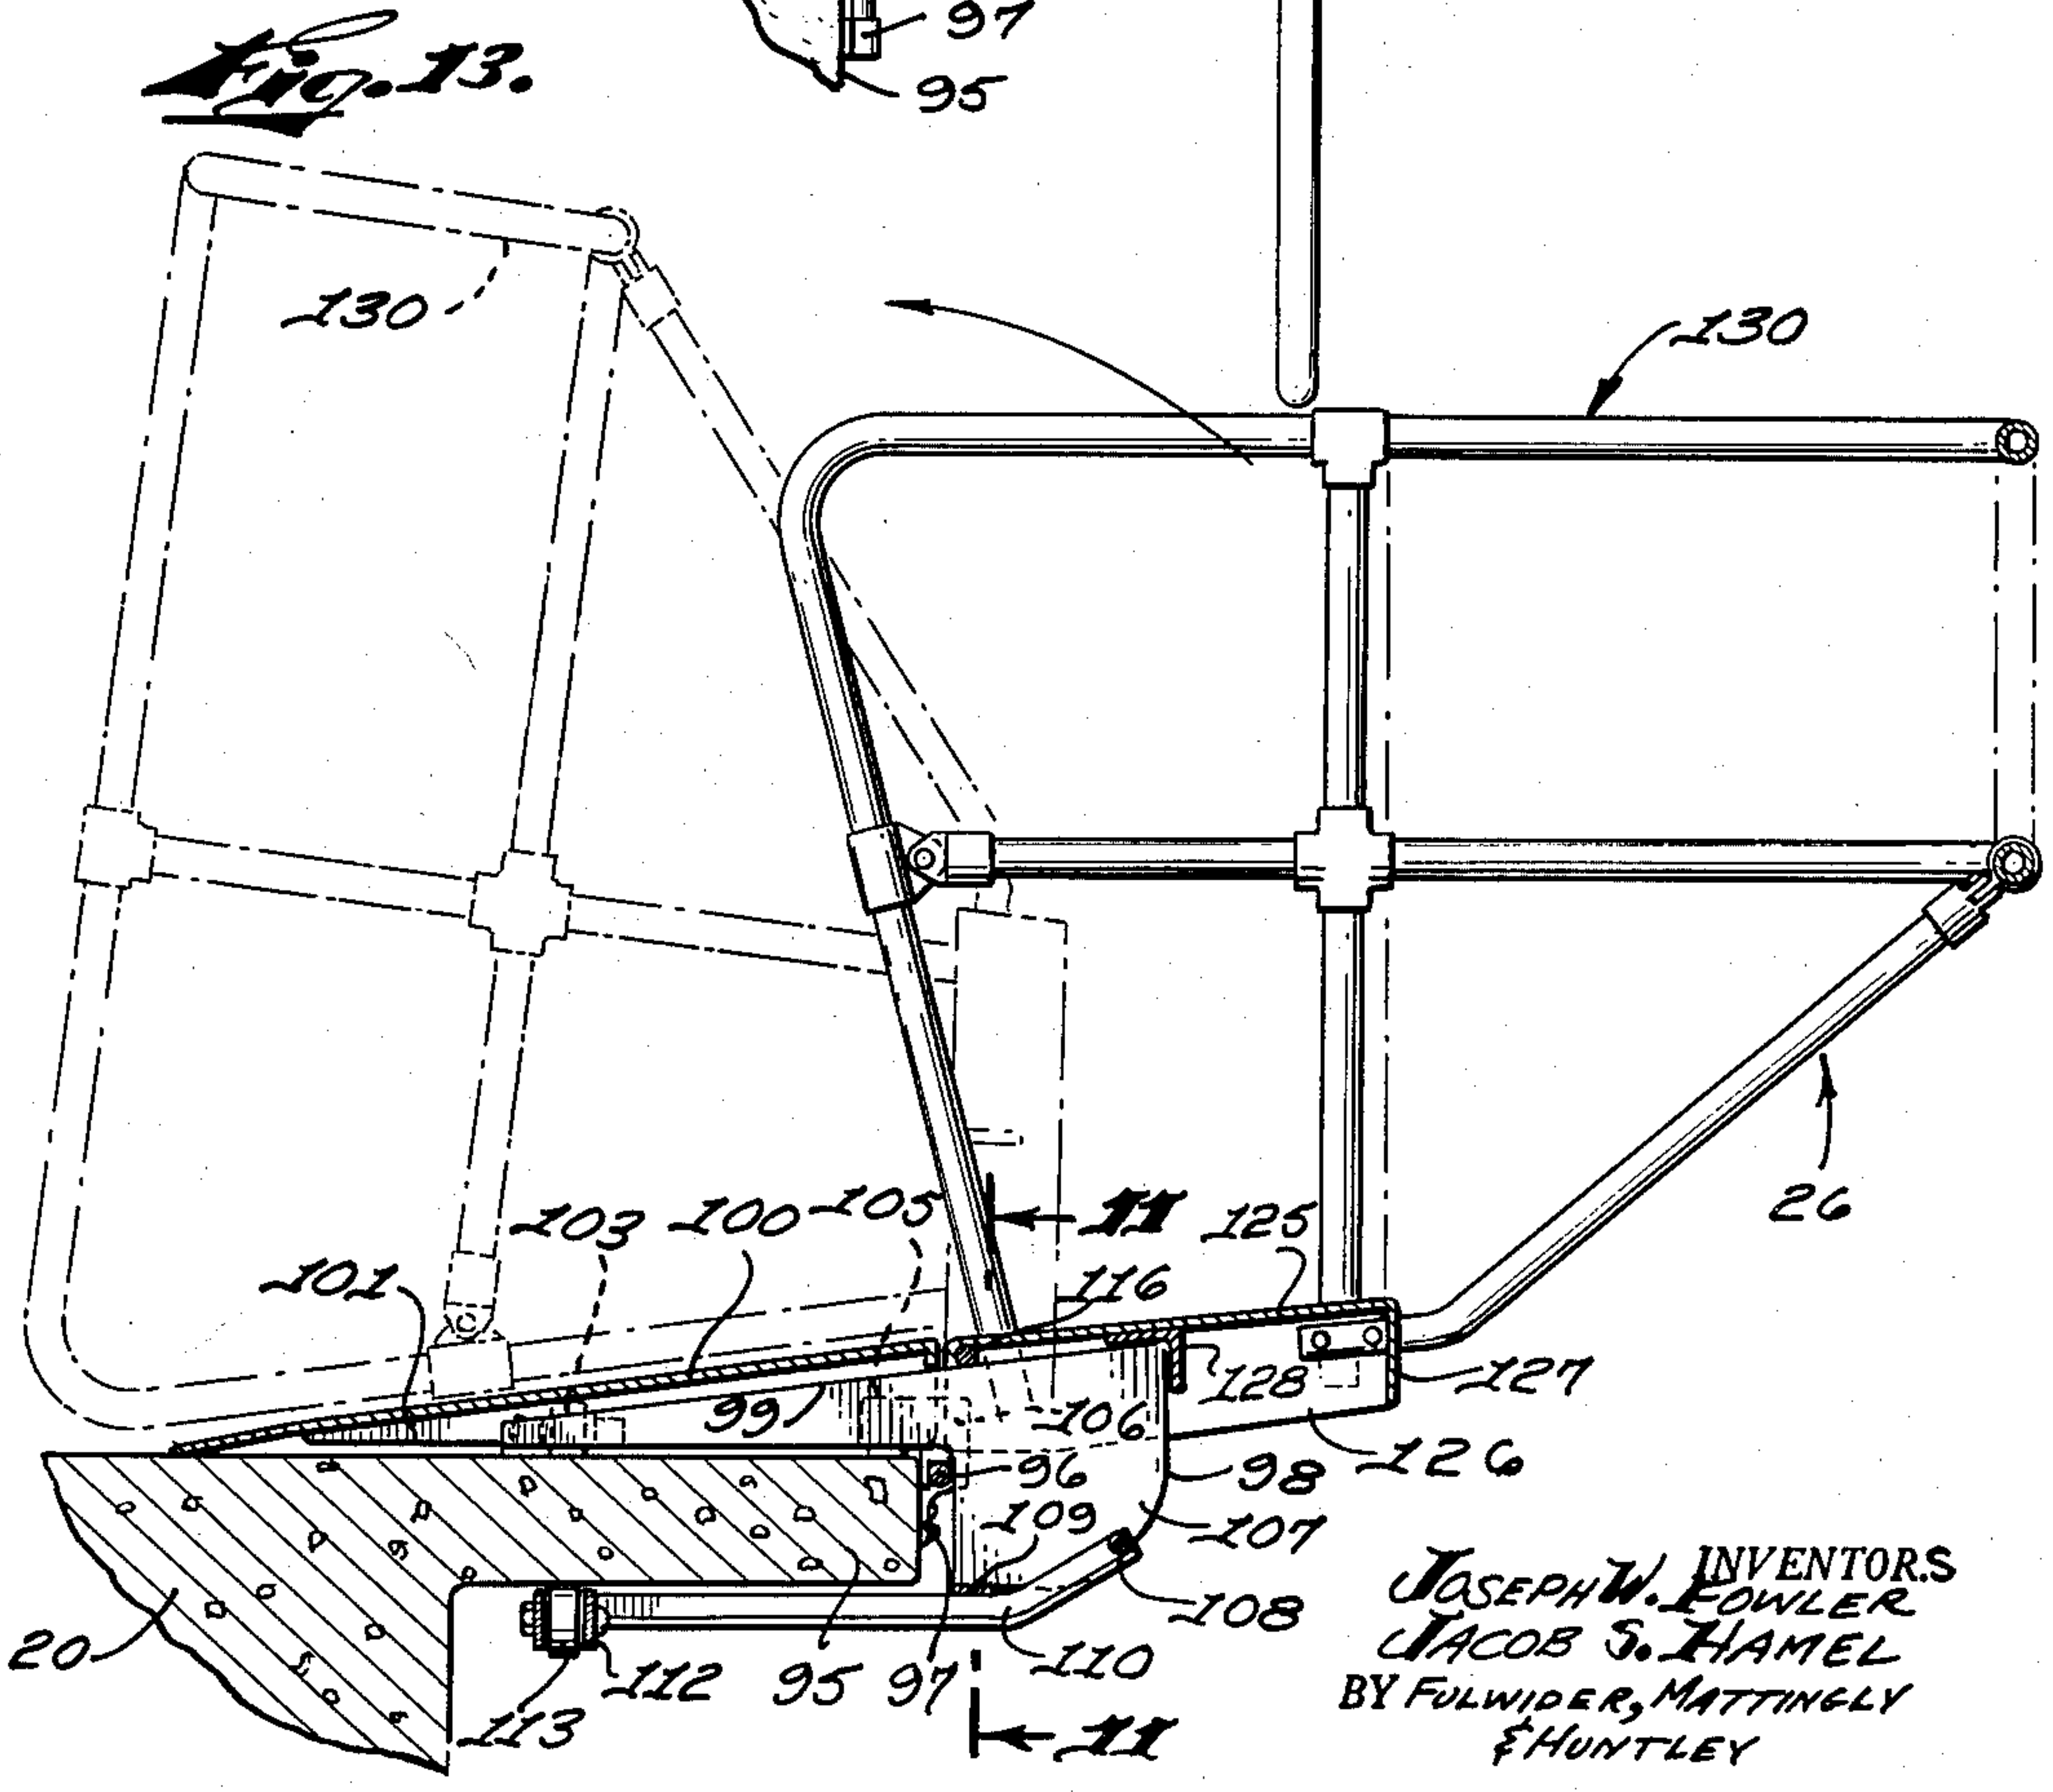 97
Fig. 13.
95
130
130
26
103 100 105 11 125
101 116
128 127
99 106
126
96 98
109 107
108
20 112 95 97 110
113 11
INVENTORS
JOSEPH W. FOWLER
JACOB S. HAMEL
BY FULWIDER, MATTINGLY
& HUNTLEY